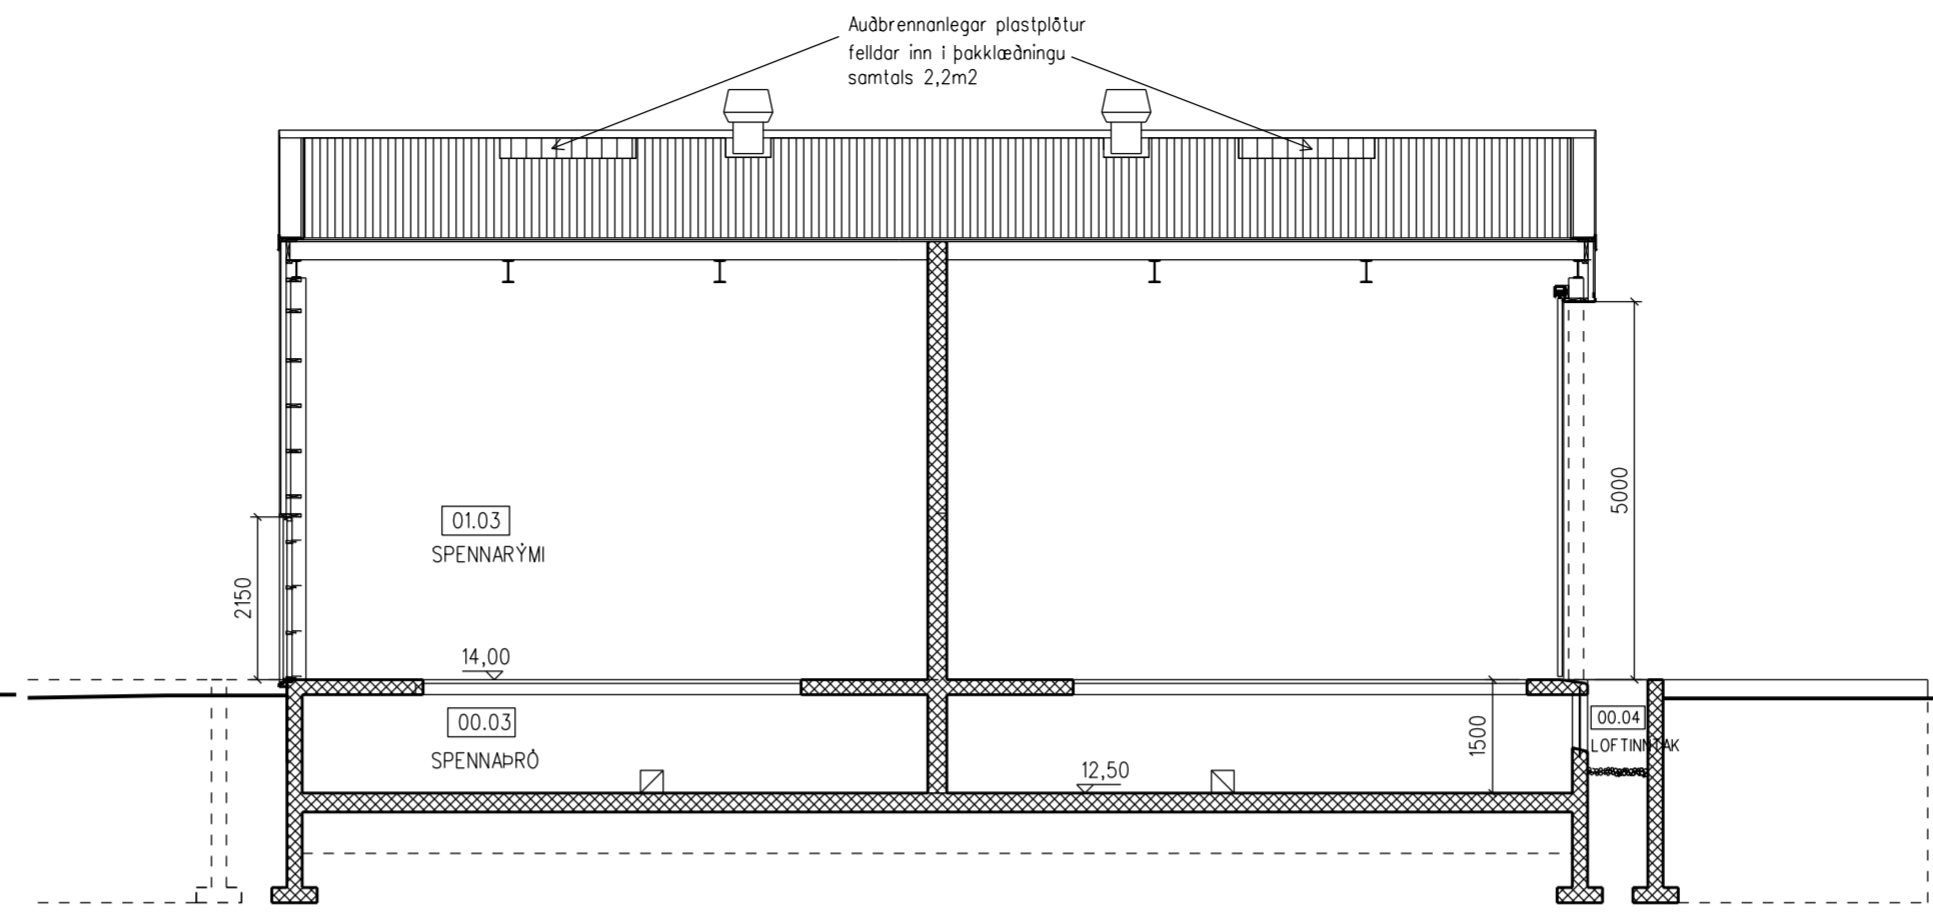 Auðbrennanlegar plastplötur
felldar inn i þakklæðningu
samtals 2,2m2
5000
01.03
SPENNARÝMI
2150
14,00
00.03
SPENNAÞRÓ
12,50
1500
00.04
LOFTINNTAK